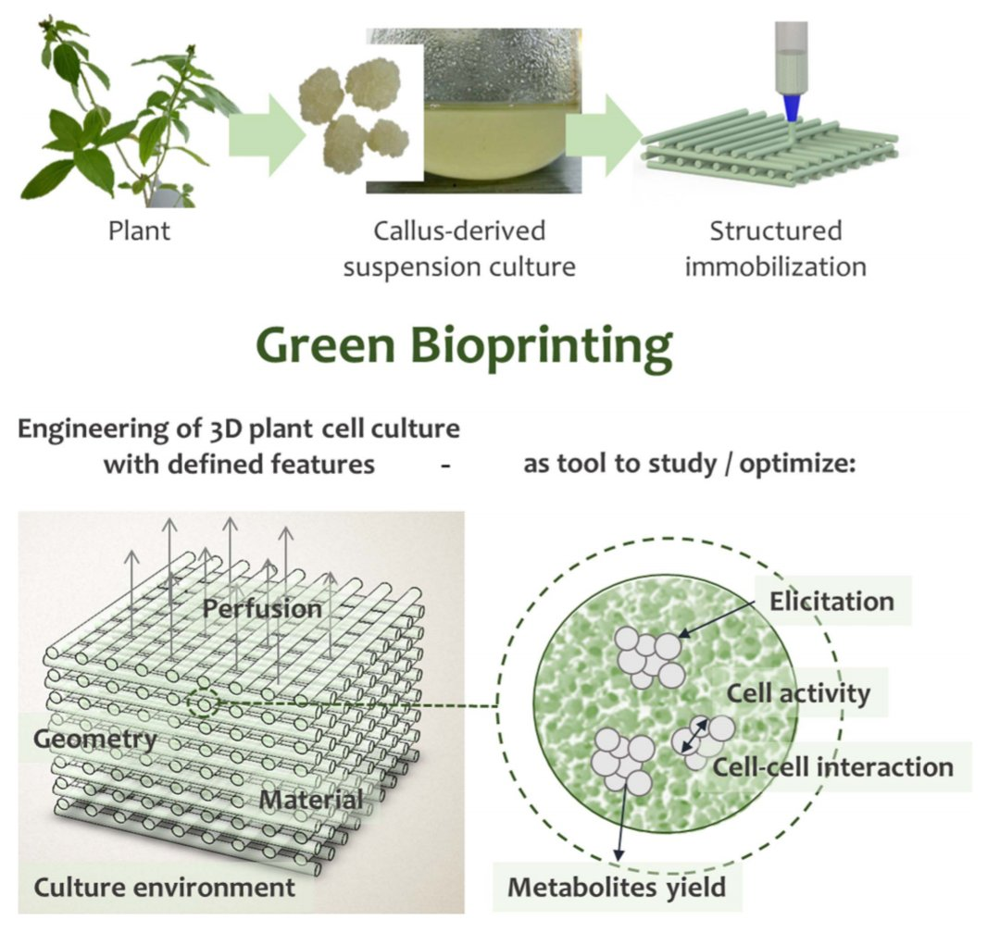 Plant
Callus-derived
suspension culture
Structured
immobilization
Green Bioprinting
Engineering of 3D plant cell culture
with defined features - as tool to study / optimize:
Perfusion
Geometry
Material
Culture environment
Elicitation
Cell activity
Cell-cell interaction
Metabolites yield